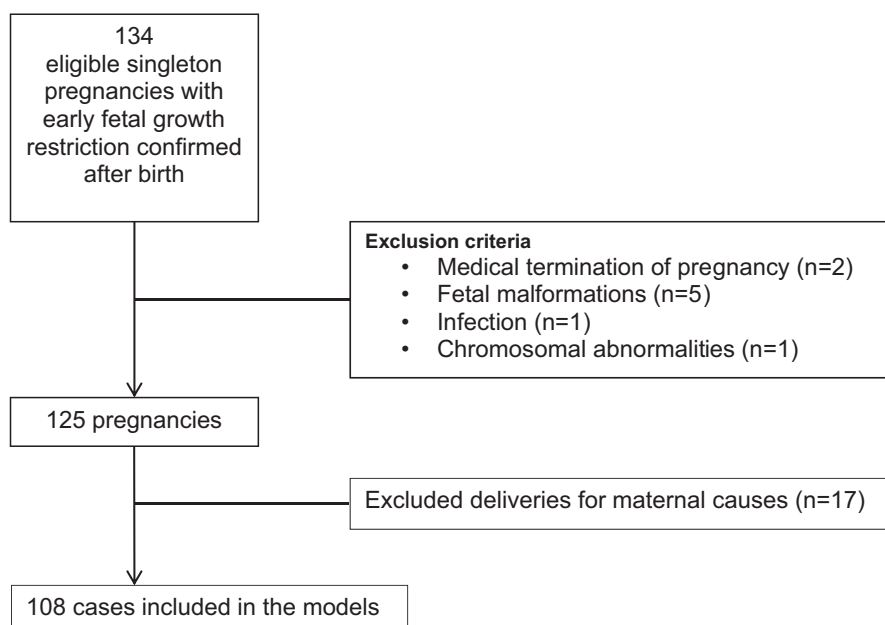 134
eligible singleton
pregnancies with
early fetal growth
restriction confirmed
after birth
Exclusion criteria
• Medical termination of pregnancy (n=2)
• Fetal malformations (n=5)
• Infection (n=1)
• Chromosomal abnormalities (n=1)
125 pregnancies
Excluded deliveries for maternal causes (n=17)
108 cases included in the models